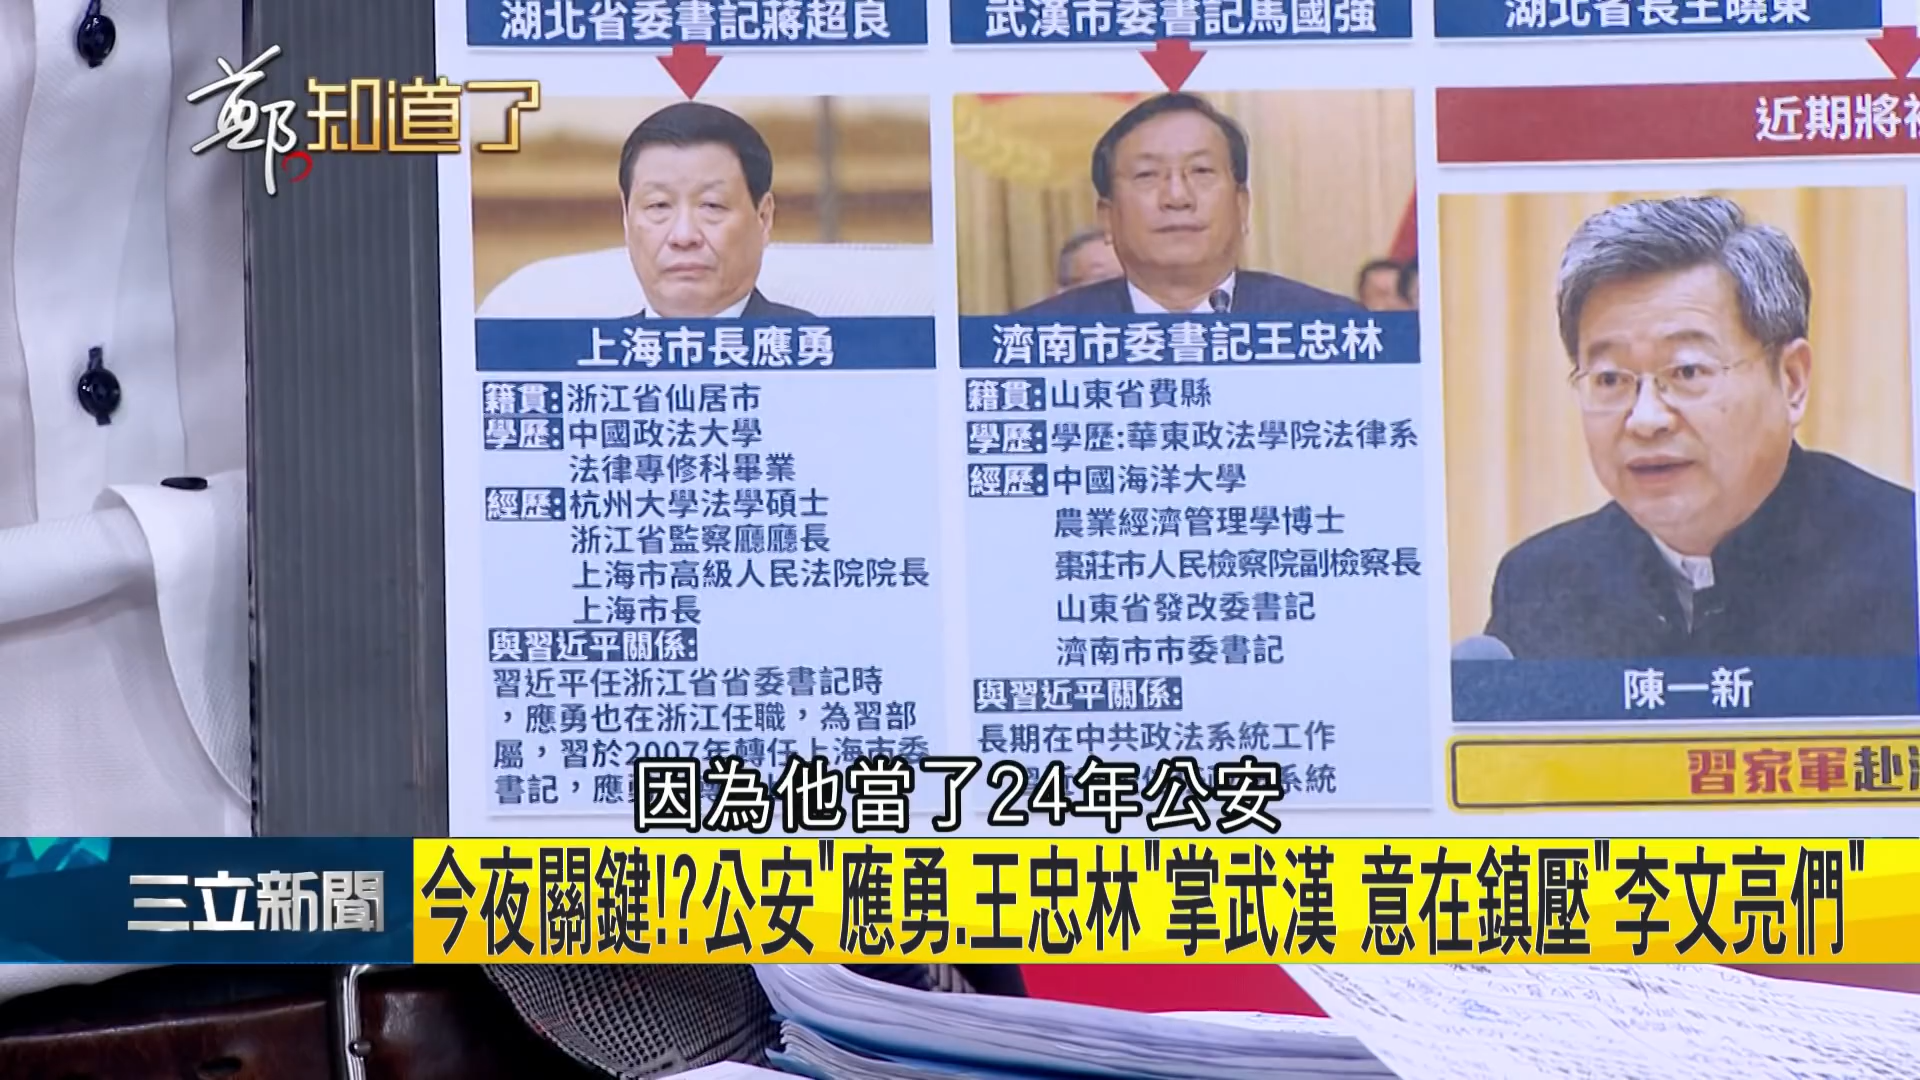 湖北省委書記蔣超良
武漢市委書記馬國強
湖北省長王曉東
鄭知道了
近期將
上海市長應勇
籍貫:浙江省仙居市
學歷:中國政法大學
法律專修科畢業
經歷:杭州大學法學碩士
浙江省監察廳廳長
上海市高級人民法院院長
上海市長
與習近平關係:
習近平任浙江省省委書記時
，應勇也在浙江任職，為習部
屬，習於2007年轉任上海市委
書記，應
濟南市委書記王忠林
籍貫:山東省費縣
學歷:學歷:華東政法學院法律系
經歷:中國海洋大學
農業經濟管理學博士
棗莊市人民檢察院副檢察長
山東省發改委書記
濟南市市委書記
與習近平關係:
長期在中共政法系統工作
系統
陳一新
習家軍赴
因為他當了24年公安
三立新聞
今夜關鍵!?公安"應勇.王忠林"掌武漢 意在鎮壓"李文亮們"